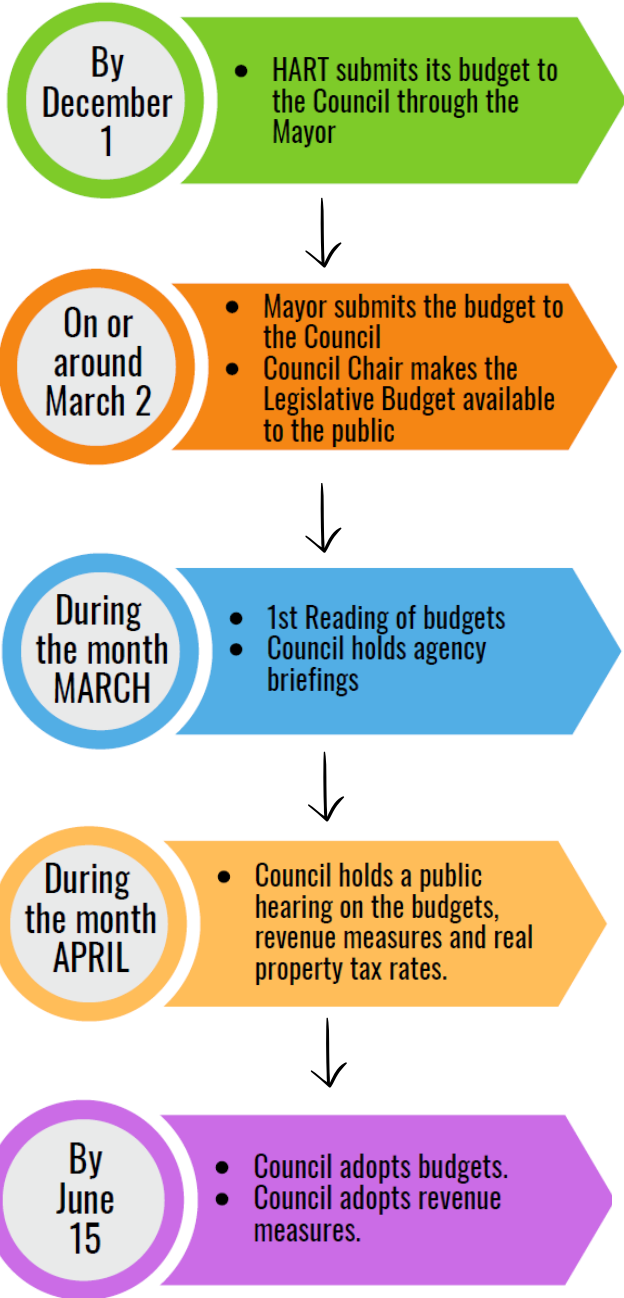 By
December
1
• HART submits its budget to
the Council through the
Mayor
On or
around
March 2
• Mayor submits the budget to
the Council
• Council Chair makes the
Legislative Budget available
to the public
During
the month
MARCH
• 1st Reading of budgets
• Council holds agency
briefings
During
the month
APRIL
• Council holds a public
hearing on the budgets,
revenue measures and real
property tax rates.
By
June
15
• Council adopts budgets.
• Council adopts revenue
measures.